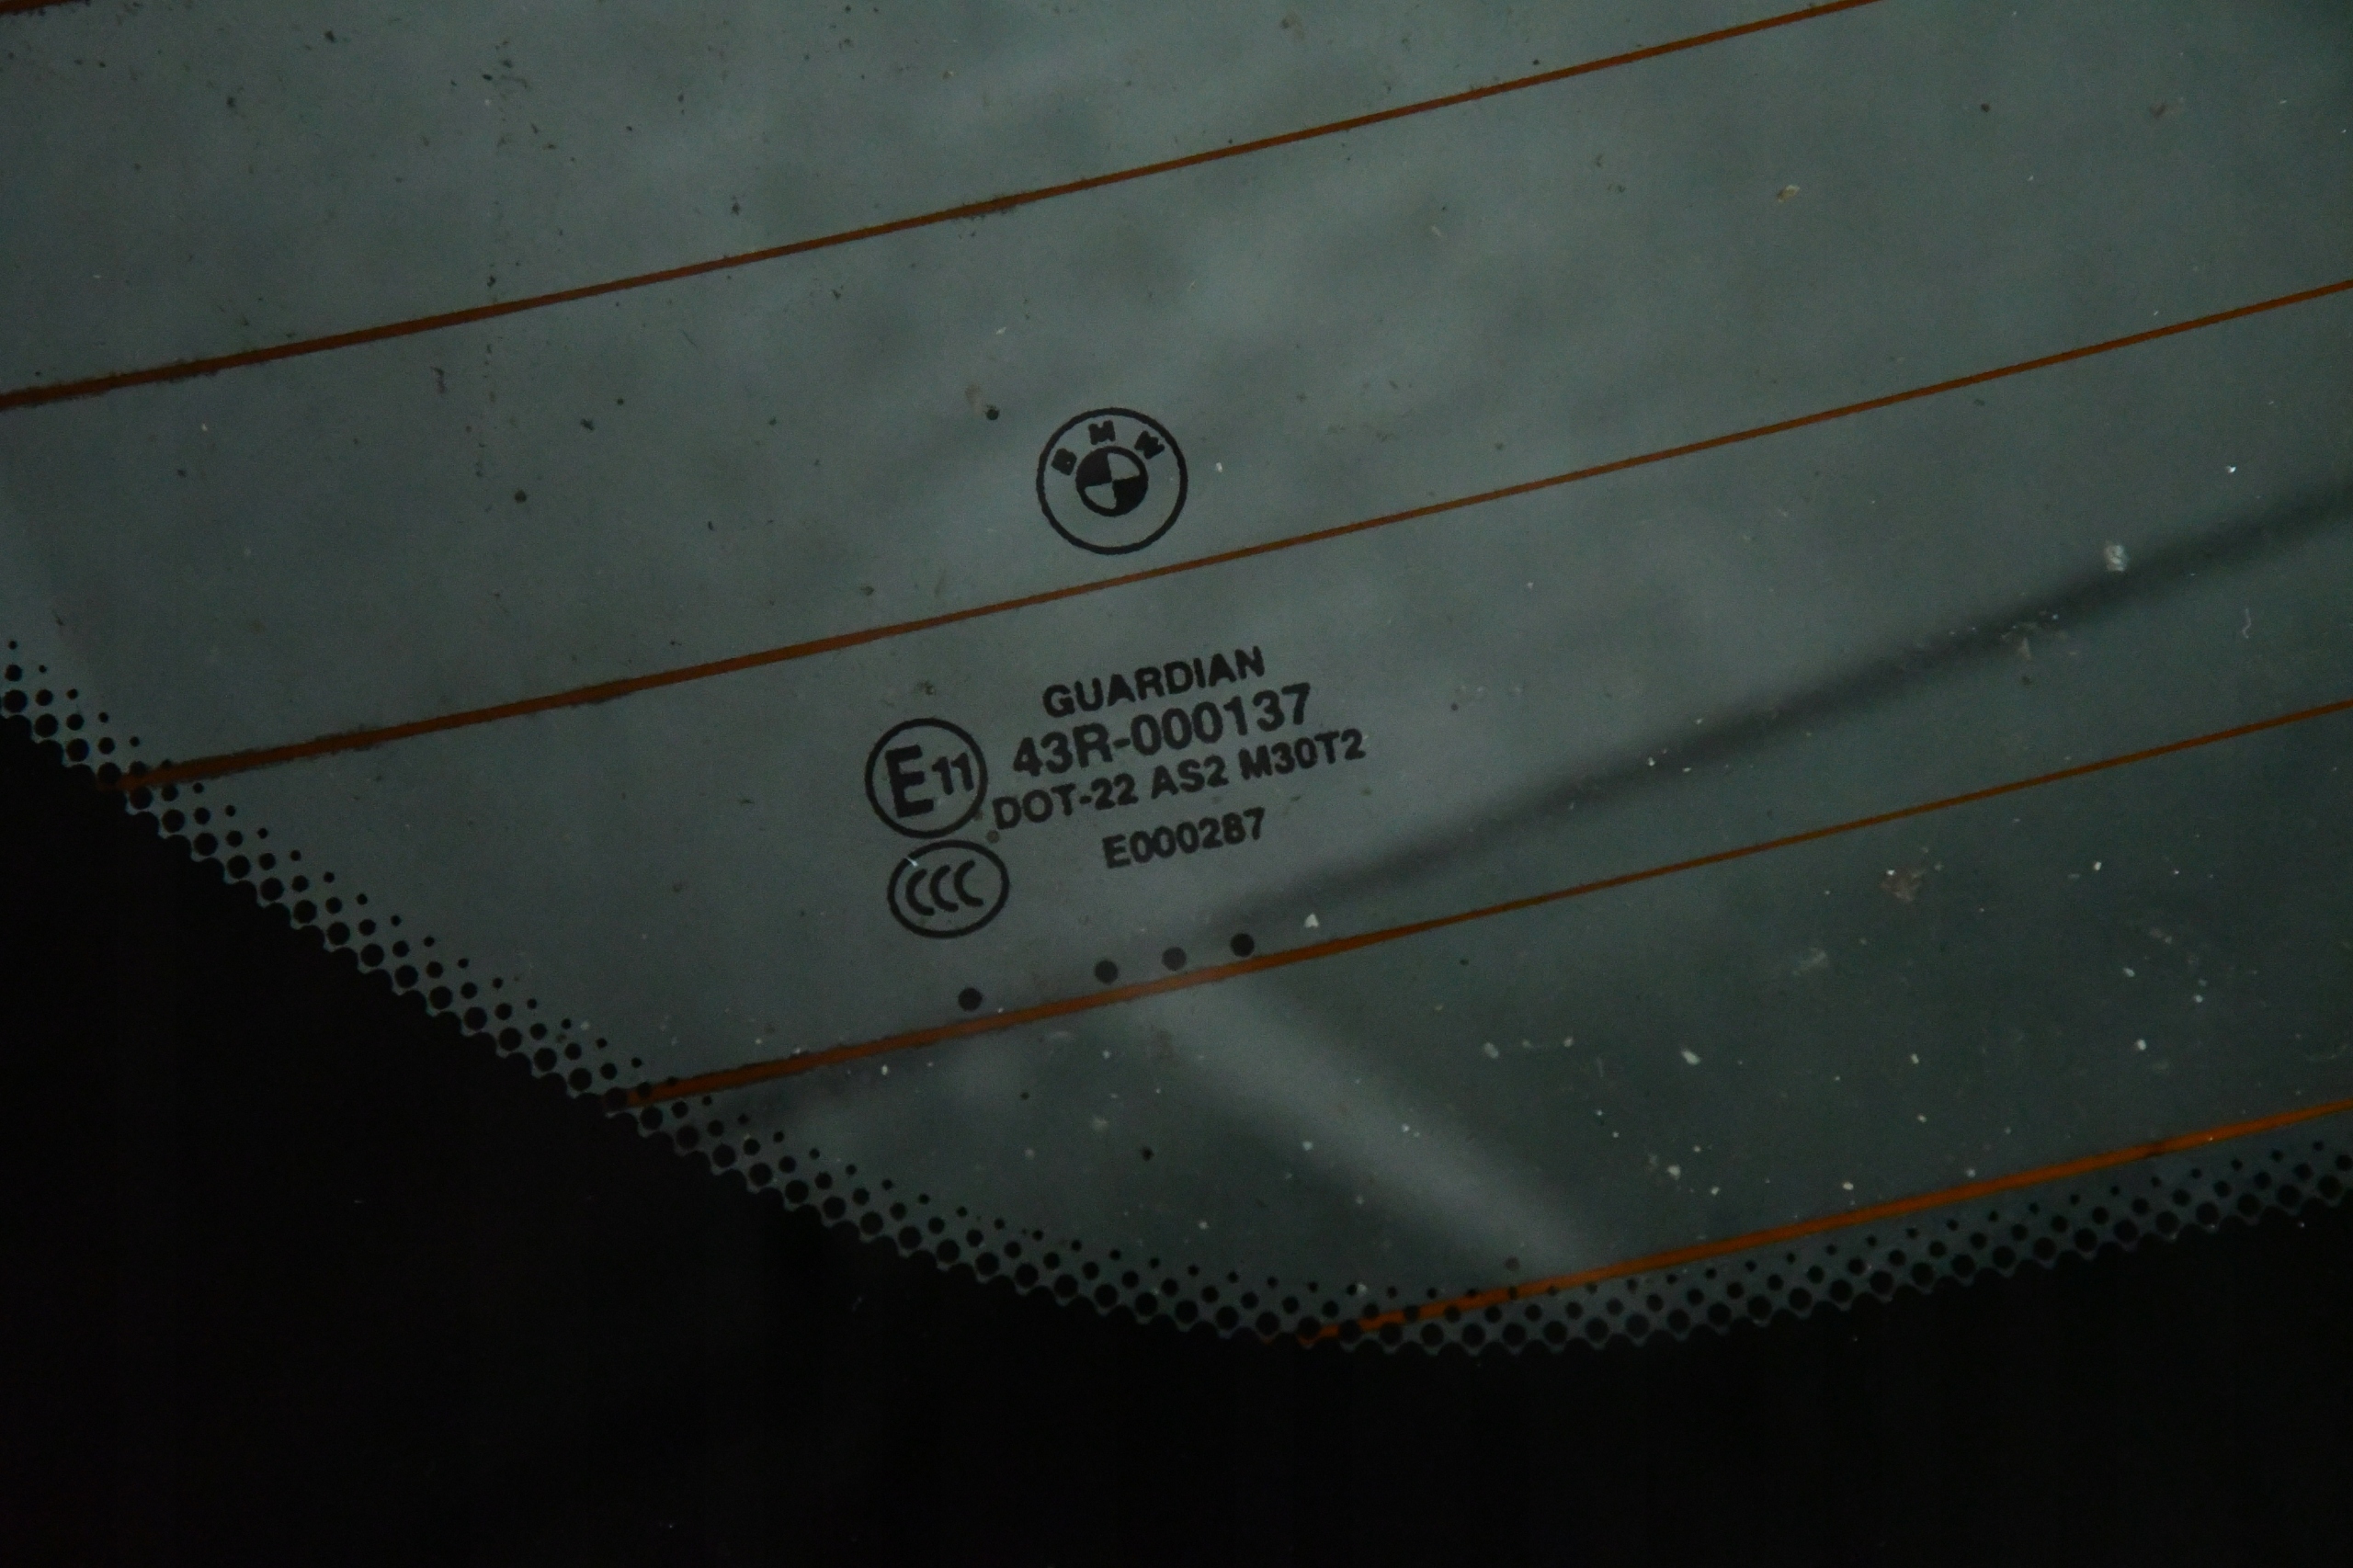 BMW
GUARDIAN
E11 43R-000137
DOT-22 AS2 M30T2
E000287
CCC